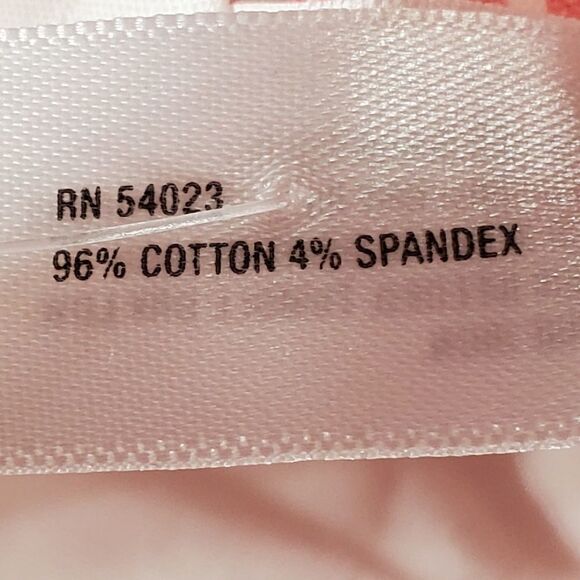 RN 54023
96% COTTON 4% SPANDEX